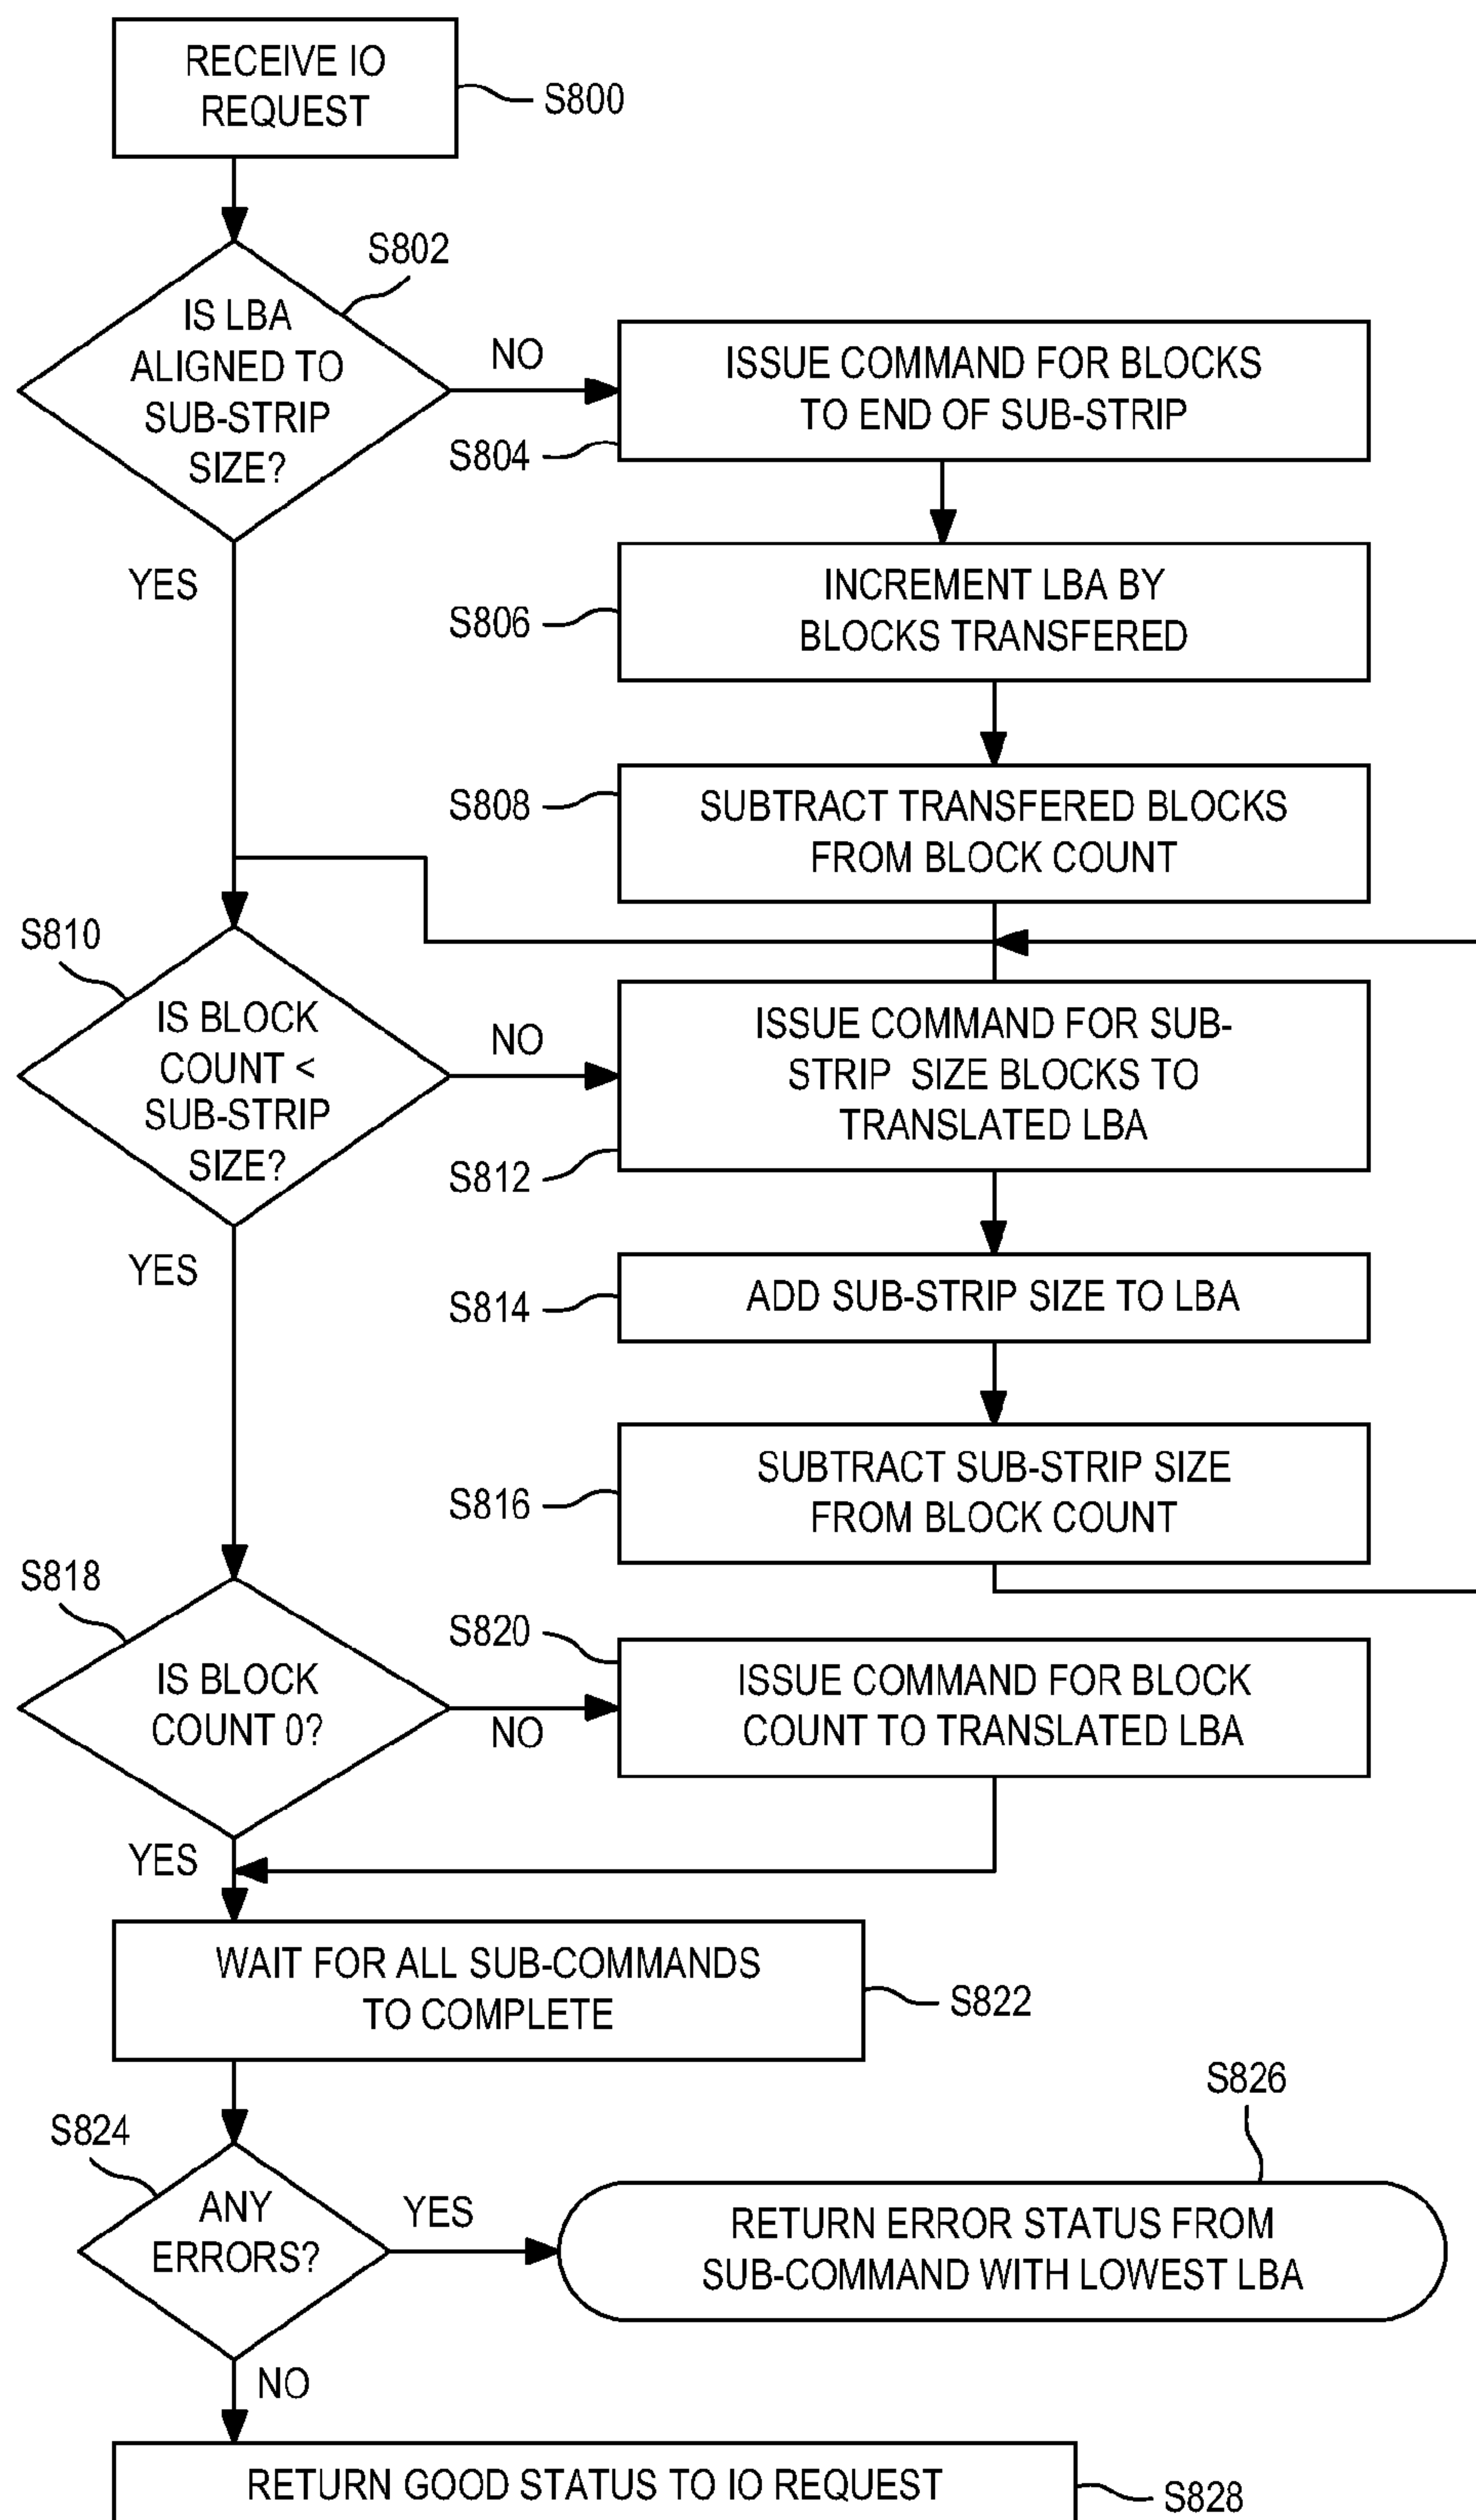 RECEIVE IO
REQUEST
S800
S802
IS LBA
ALIGNED TO
SUB-STRIP
SIZE?
NO
YES
ISSUE COMMAND FOR BLOCKS
TO END OF SUB-STRIP
S804
INCREMENT LBA BY
BLOCKS TRANSFERED
S806
SUBTRACT TRANSFERED BLOCKS
FROM BLOCK COUNT
S808
S810
IS BLOCK
COUNT <
SUB-STRIP
SIZE?
NO
YES
ISSUE COMMAND FOR SUB-
STRIP SIZE BLOCKS TO
TRANSLATED LBA
S812
ADD SUB-STRIP SIZE TO LBA
S814
SUBTRACT SUB-STRIP SIZE
FROM BLOCK COUNT
S816
S818
IS BLOCK
COUNT 0?
NO
YES
S820
ISSUE COMMAND FOR BLOCK
COUNT TO TRANSLATED LBA
WAIT FOR ALL SUB-COMMANDS
TO COMPLETE
S822
S824
ANY
ERRORS?
YES
NO
S826
RETURN ERROR STATUS FROM
SUB-COMMAND WITH LOWEST LBA
RETURN GOOD STATUS TO IO REQUEST
S828